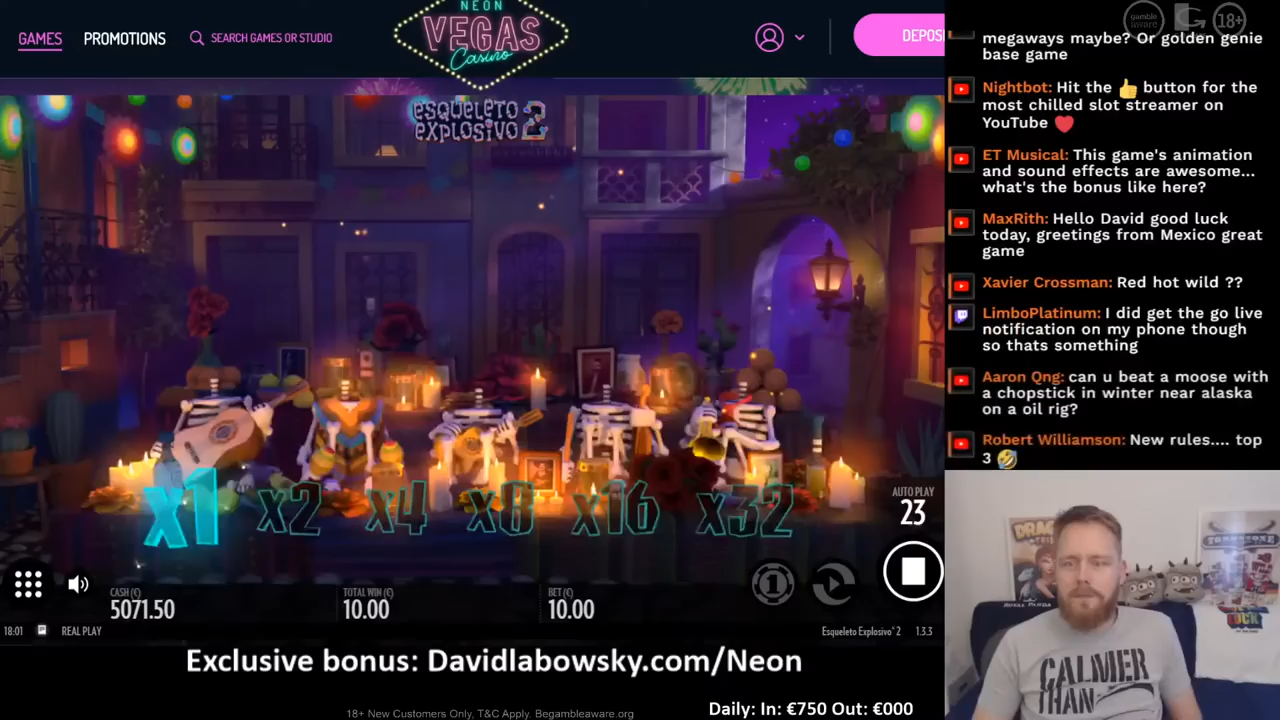 GAMES
PROMOTIONS
SEARCH GAMES OR STUDIO
NEON
VEGAS
Casino
DEPOS
esqueleto
explosivo 2
x1 x2 x4 x8 x16 x32
AUTO PLAY
23
CASH (€)
5071.50
TOTAL WIN (€)
10.00
BET (€)
10.00
1
18:01
REAL PLAY
Esqueleto Explosivo 2
1.3.3
Exclusive bonus: Davidlabowsky.com/Neon
18+ New Customers Only, T&C Apply. Begambleaware.org
Daily: In: €750 Out: €000
gamble
aware
18+
megaways maybe? Or golden genie
base game
Nightbot: Hit the 👍 button for the
most chilled slot streamer on
YouTube ❤️
ET Musical: This game's animation
and sound effects are awesome...
what's the bonus like here?
MaxRith: Hello David good luck
today, greetings from Mexico great
game
Xavier Crossman: Red hot wild ??
LimboPlatinum: I did get the go live
notification on my phone though
so thats something
Aaron Qng: can u beat a moose with
a chopstick in winter near alaska
on a oil rig?
Robert Williamson: New rules.... top
3 🤣
CALMER
THAN